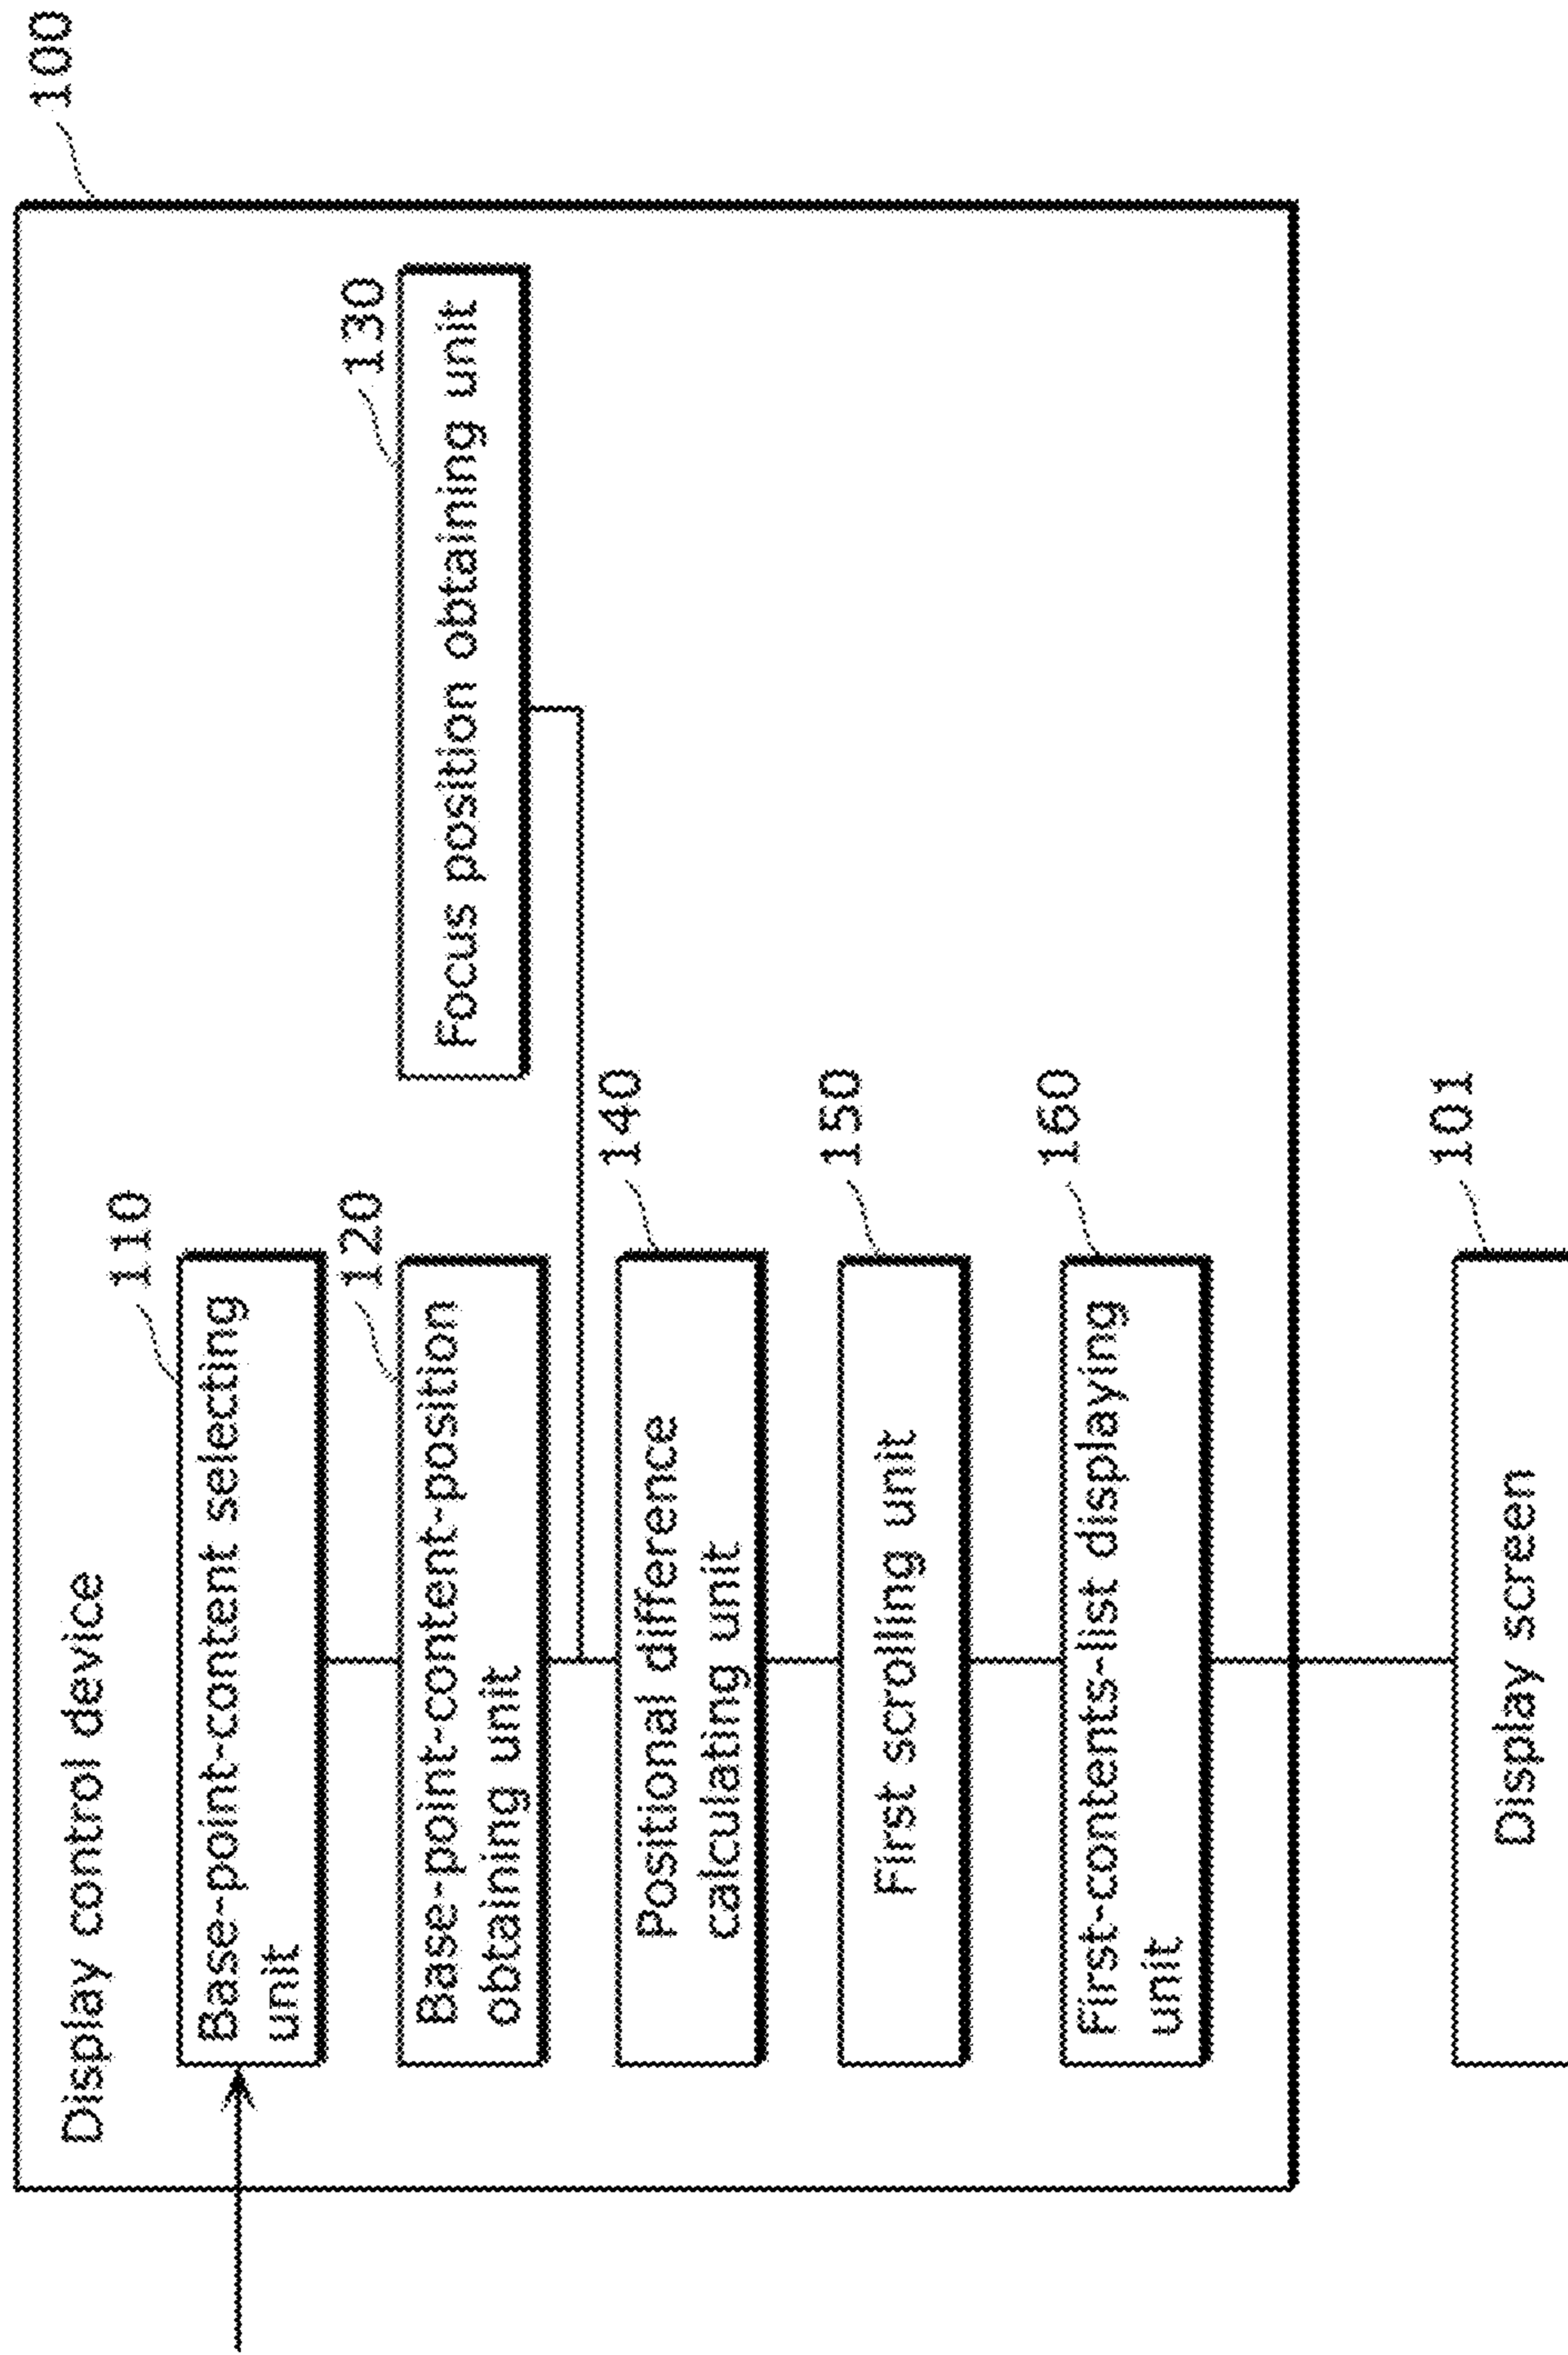 100
Display control device
110
Base-point-content selecting
unit
120
Base-point-content-position
obtaining unit
130
Focus position obtaining unit
140
Positional difference
calculating unit
150
First scrolling unit
160
First-contents-list displaying
unit
101
Display screen